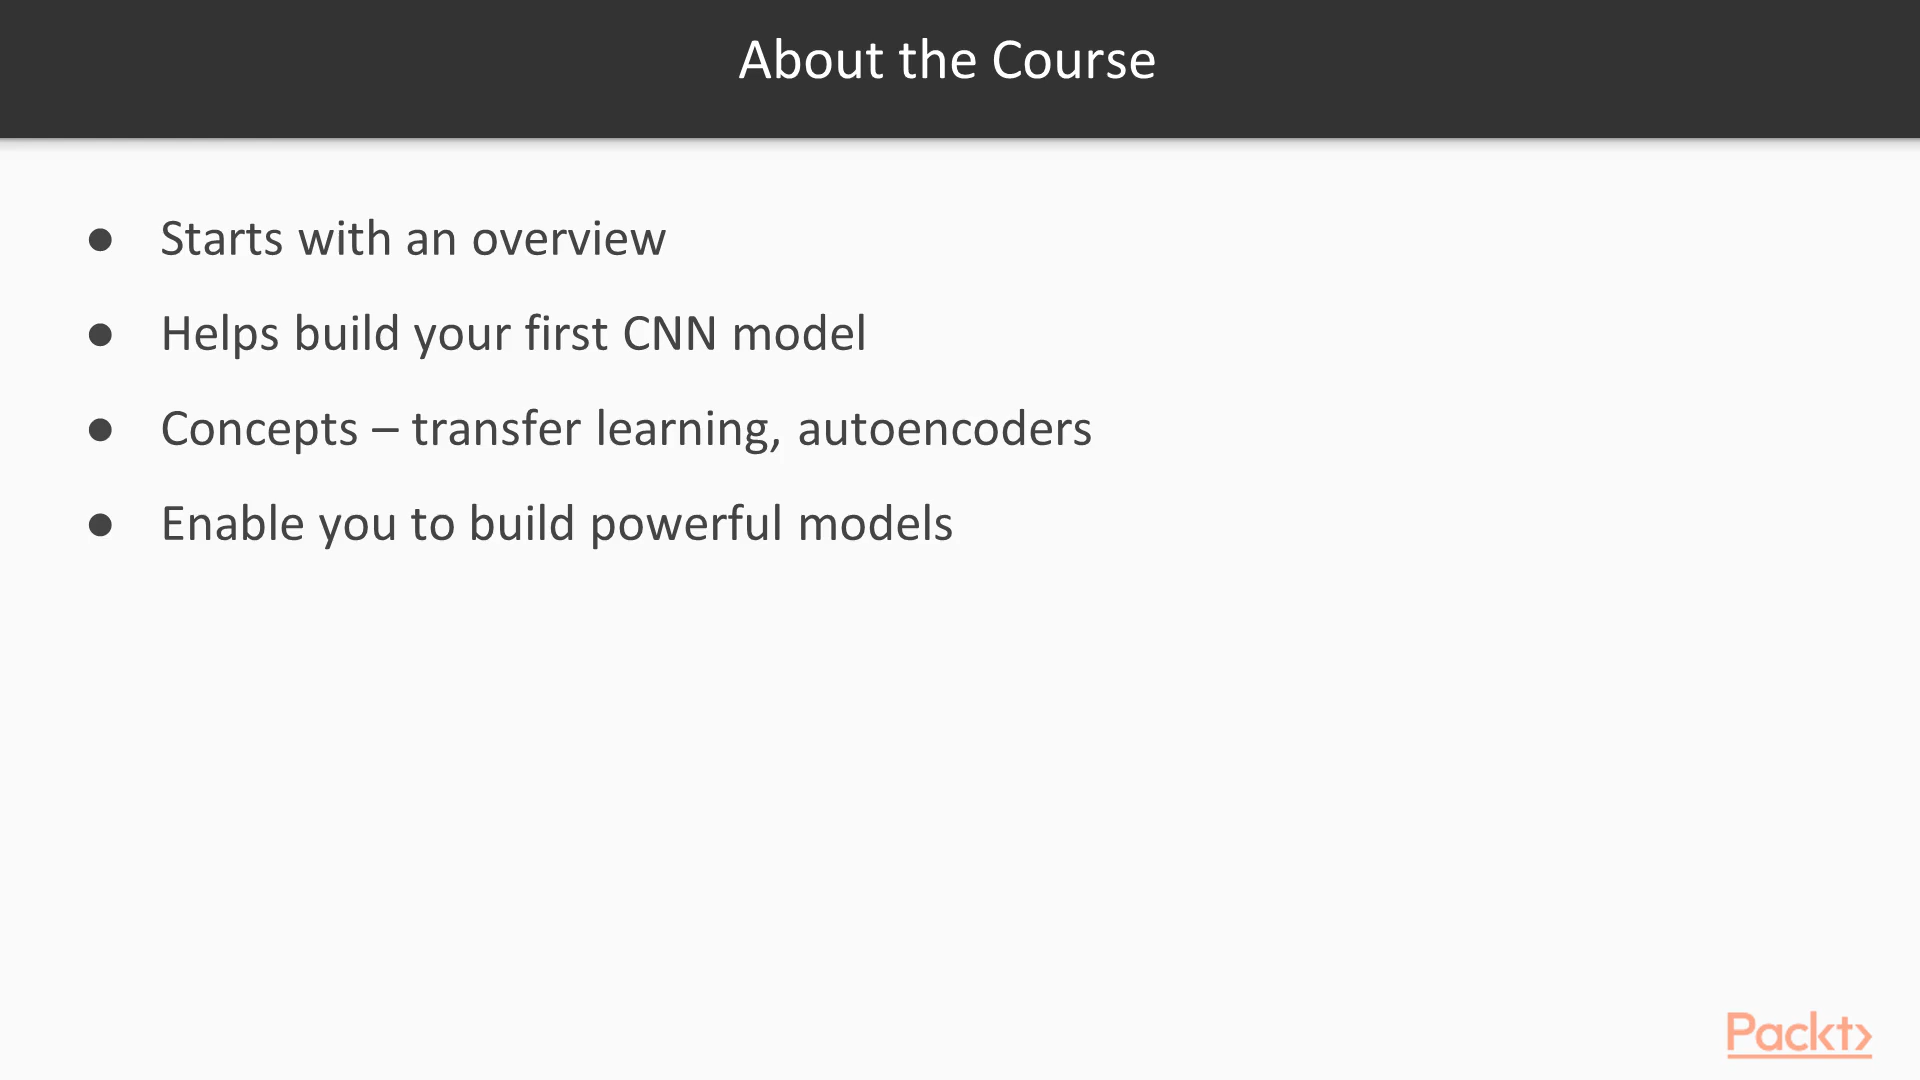 About the Course
● Starts with an overview
● Helps build your first CNN model
● Concepts – transfer learning, autoencoders
● Enable you to build powerful models
Packt>